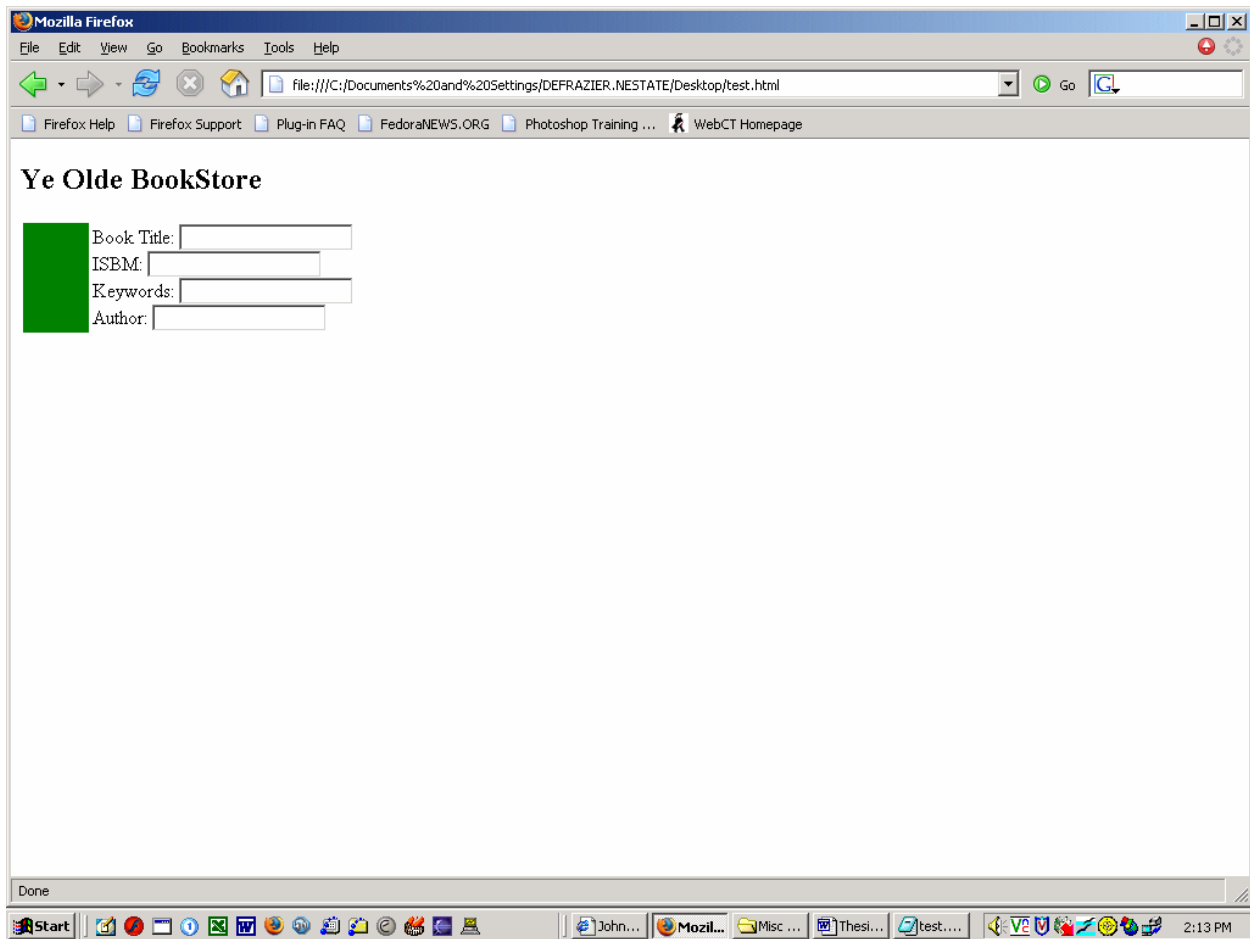 Mozilla Firefox
File Edit View Go Bookmarks Tools Help
file:///C:/Documents%20and%20Settings/DEFRAZIER.NESTATE/Desktop/test.html Go G
Firefox Help Firefox Support Plug-in FAQ FedoraNEWS.ORG Photoshop Training ... WebCT Homepage
Ye Olde BookStore
Book Title:
ISBM:
Keywords:
Author:
Done
Start John... Mozil... Misc ... Thesi... test.... 2:13 PM